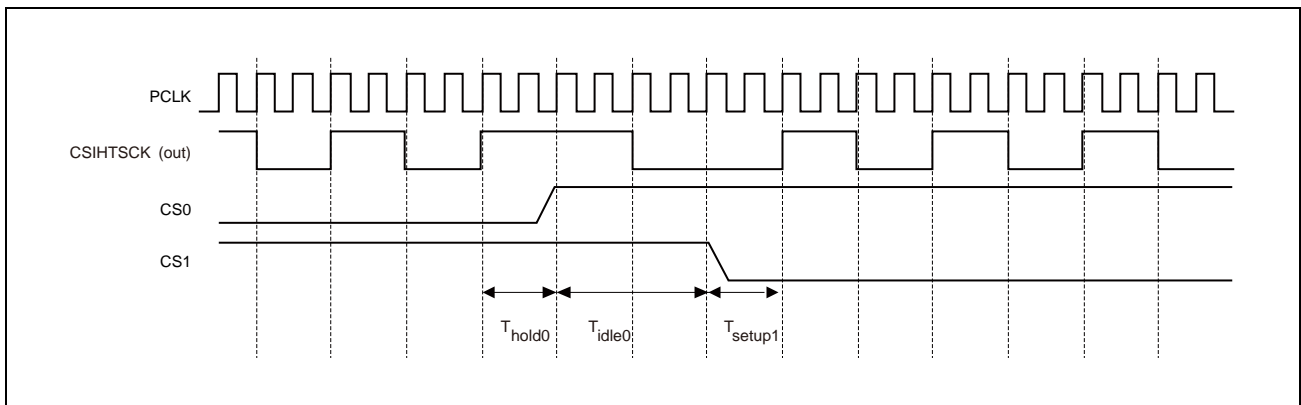 PCLK
CSIHTSCK (out)
CS0
CS1
Thold0 Tidle0 Tsetup1